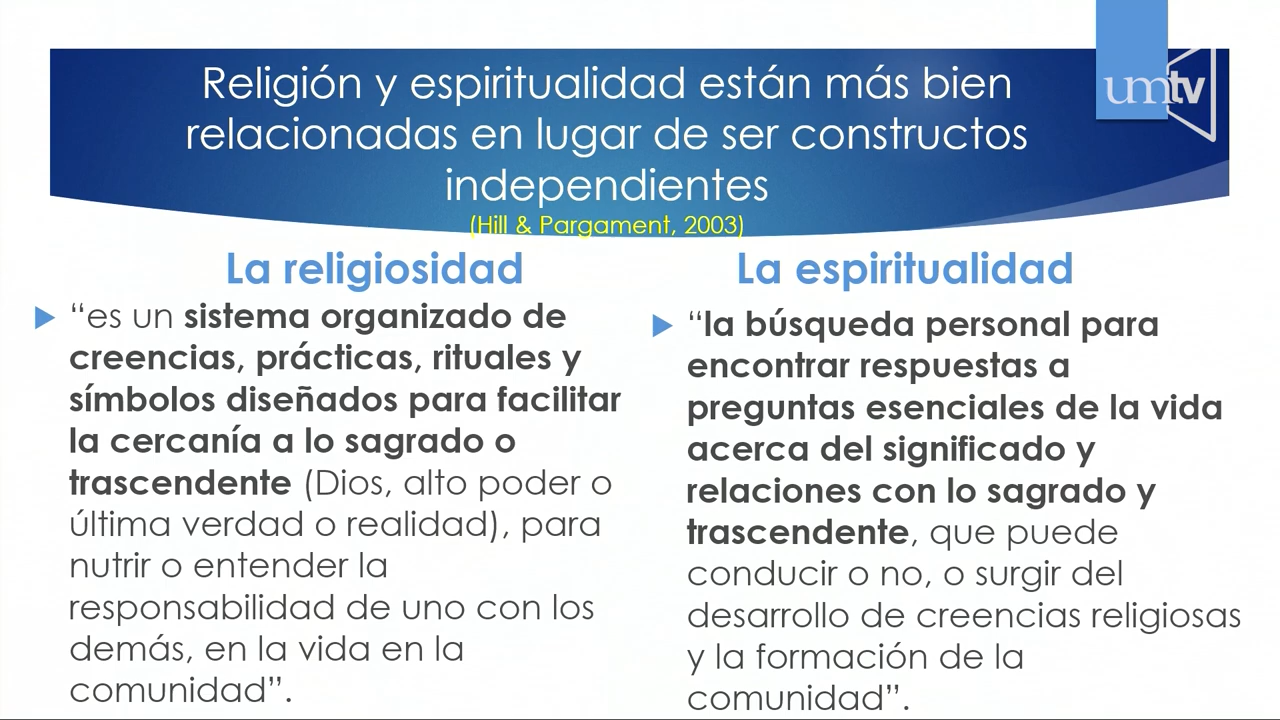 Religión y espiritualidad están más bien
relacionadas en lugar de ser constructos
independientes
(Hill & Pargament, 2003)
umtv
La religiosidad
“es un sistema organizado de
creencias, prácticas, rituales y
símbolos diseñados para facilitar
la cercanía a lo sagrado o
trascendente (Dios, alto poder o
última verdad o realidad), para
nutrir o entender la
responsabilidad de uno con los
demás, en la vida en la
comunidad”.
La espiritualidad
“la búsqueda personal para
encontrar respuestas a
preguntas esenciales de la vida
acerca del significado y
relaciones con lo sagrado y
trascendente, que puede
conducir o no, o surgir del
desarrollo de creencias religiosas
y la formación de la
comunidad”.